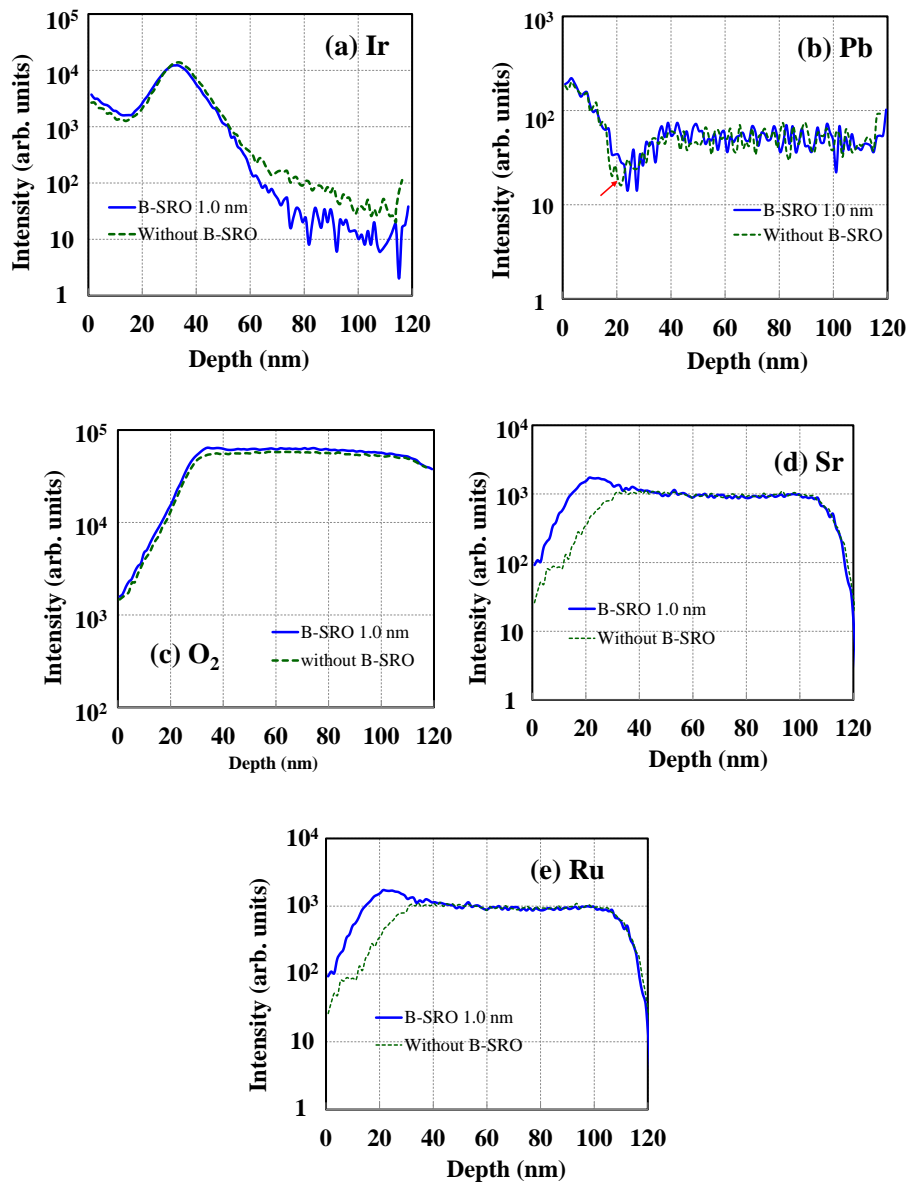 (a) Ir
Intensity (arb. units)
10⁵
10⁴
10³
10²
10
1
B-SRO 1.0 nm
Without B-SRO
0 20 40 60 80 100 120
Depth (nm)
(b) Pb
Intensity (arb. units)
10³
10²
10
1
B-SRO 1.0 nm
Without B-SRO
0 20 40 60 80 100 120
Depth (nm)
(c) O₂
Intensity (arb. units)
10⁵
10⁴
10³
10²
B-SRO 1.0 nm
without B-SRO
0 20 40 60 80 100 120
Depth (nm)
(d) Sr
Intensity (arb. units)
10⁴
10³
10²
10
1
B-SRO 1.0 nm
Without B-SRO
0 20 40 60 80 100 120
Depth (nm)
(e) Ru
Intensity (arb. units)
10⁴
10³
10²
10
1
B-SRO 1.0 nm
Without B-SRO
0 20 40 60 80 100 120
Depth (nm)